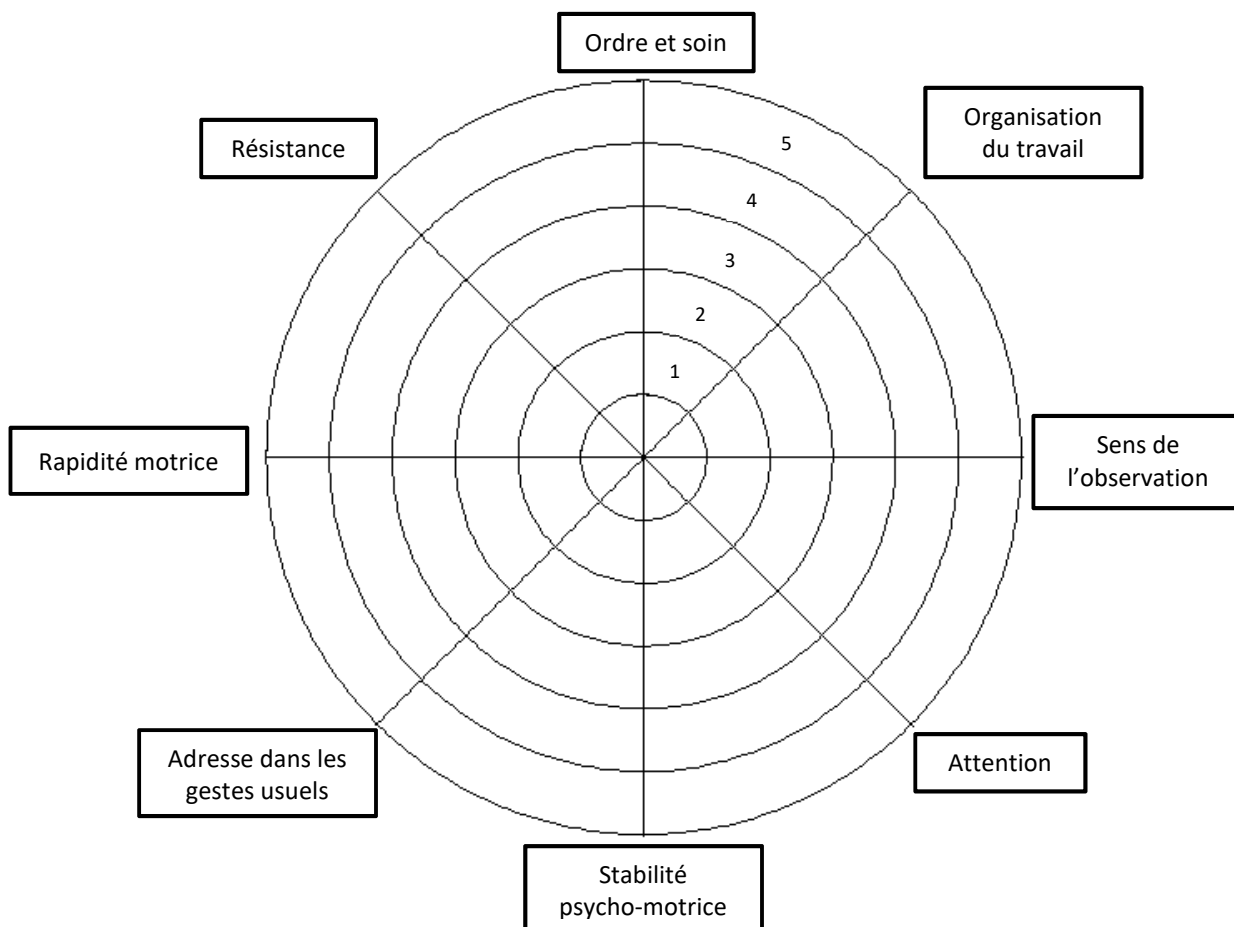 Ordre et soin
Organisation
du travail
Résistance
5
4
3
2
1
Rapidité motrice
Sens de
l’observation
Adresse dans les
gestes usuels
Attention
Stabilité
psycho-motrice